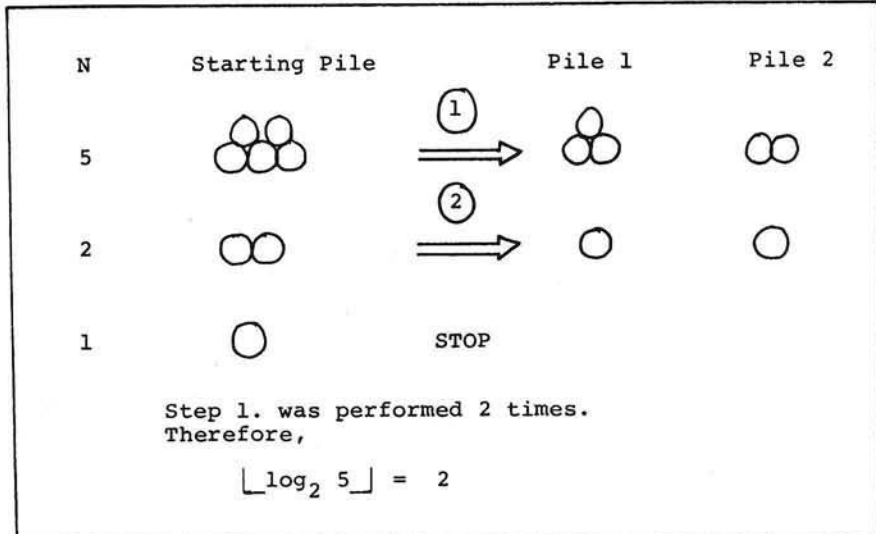 N Starting Pile Pile 1 Pile 2
1
5
2
2
1 STOP
Step 1. was performed 2 times.
Therefore,
⌊log₂ 5⌋ = 2